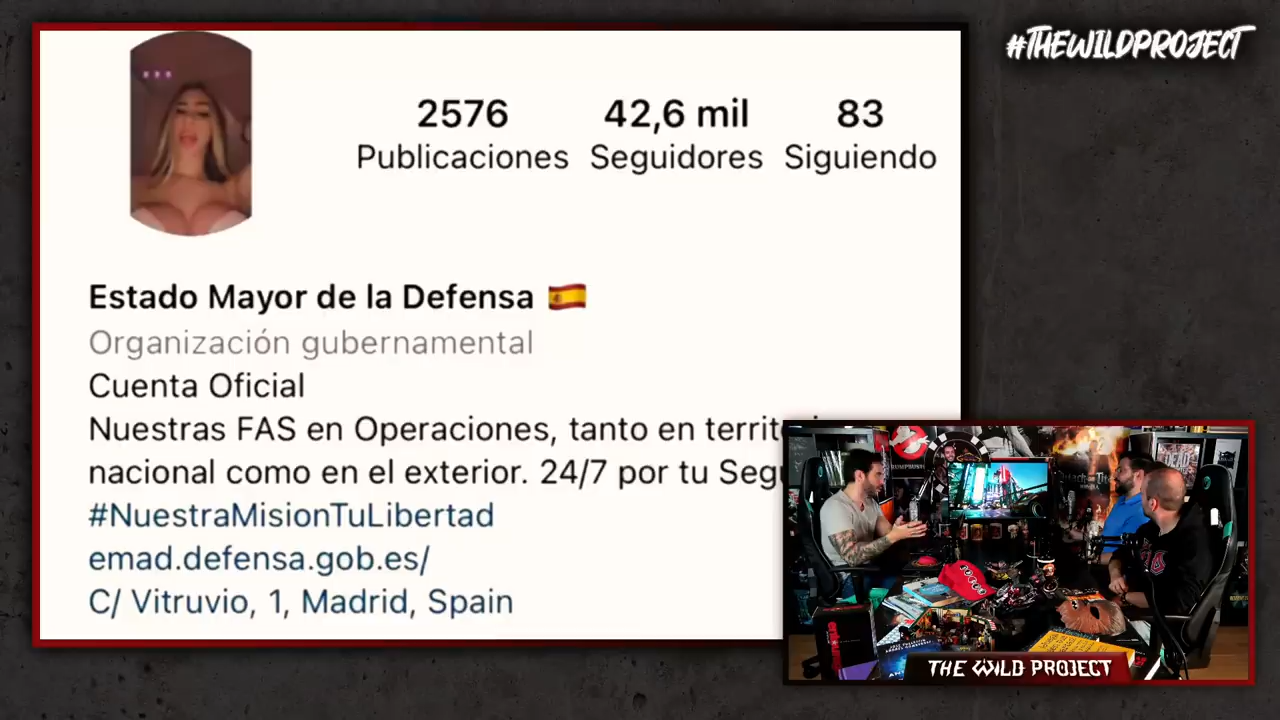 #THEWILDPROJECT
2576
Publicaciones
42,6 mil
Seguidores
83
Siguiendo
Estado Mayor de la Defensa 🇪🇸
Organización gubernamental
Cuenta Oficial
Nuestras FAS en Operaciones, tanto en
nacional como en el exterior. 24/7 por tu
#NuestraMisionTuLibertad
emad.defensa.gob.es/
C/ Vitruvio, 1, Madrid, Spain
THE WILD PROJECT